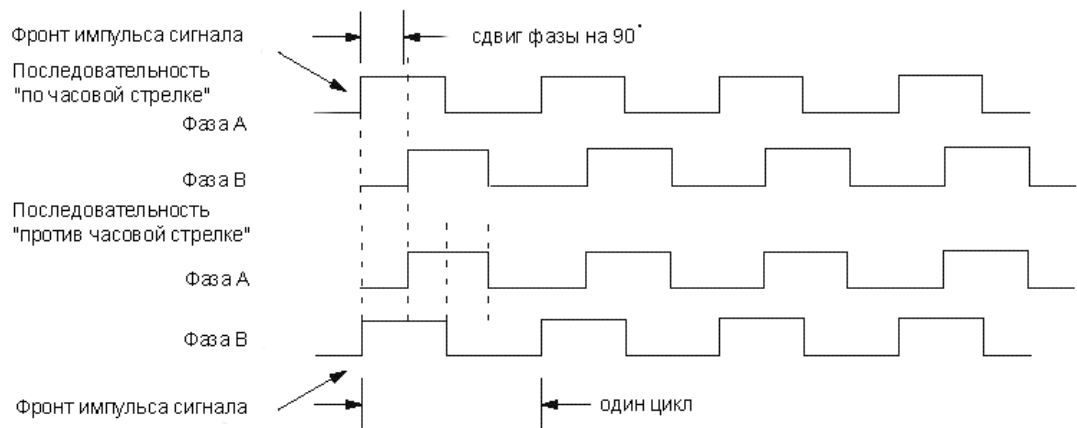 Фронт импульса сигнала
сдвиг фазы на 90°
Последовательность
"по часовой стрелке"
Фаза А
Фаза В
Последовательность
"против часовой стрелке"
Фаза А
Фаза В
Фронт импульса сигнала
один цикл